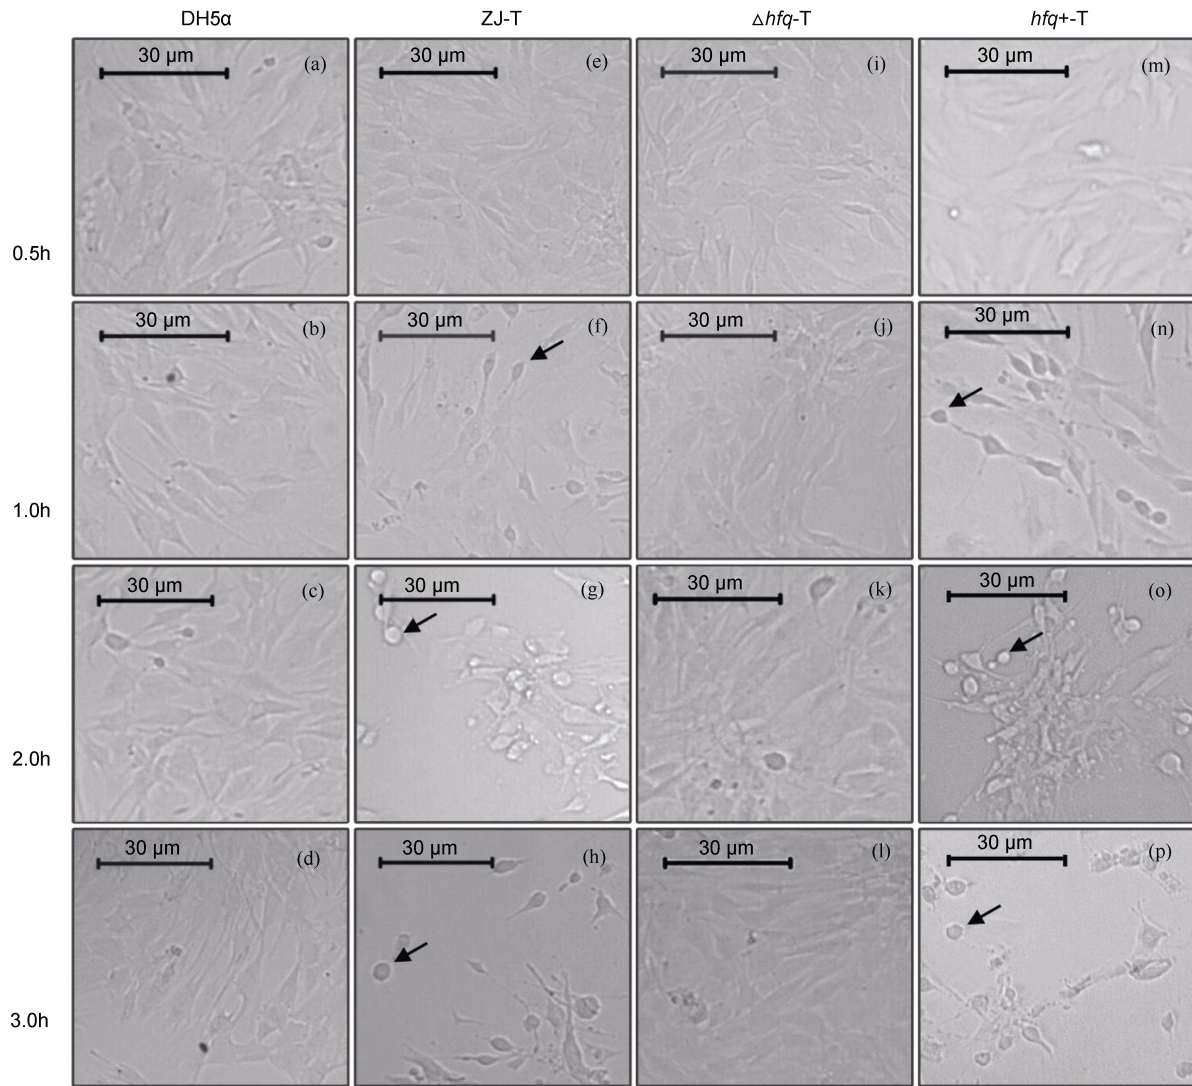 DH5α ZJ-T △hfq-T hfq+-T
0.5h
30 µm (a) 30 µm (e) 30 µm (i) 30 µm (m)
1.0h
30 µm (b) 30 µm (f) 30 µm (j) 30 µm (n)
2.0h
30 µm (c) 30 µm (g) 30 µm (k) 30 µm (o)
3.0h
30 µm (d) 30 µm (h) 30 µm (l) 30 µm (p)